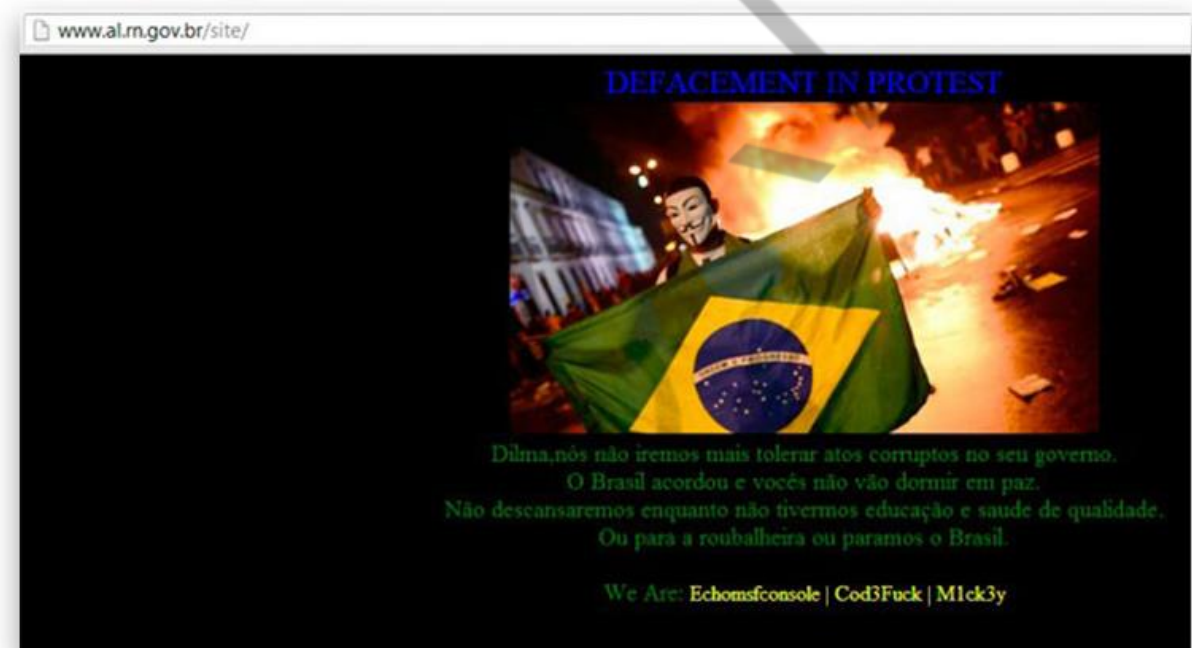 www.al.rn.gov.br/site/
DEFACEMENT IN PROTEST
Dilma,nós não iremos mais tolerar atos corruptos no seu governo.
O Brasil acordou e vocês não vão dormir em paz.
Não descansaremos enquanto não tivermos educação e saude de qualidade.
Ou para a roubalheira ou paramos o Brasil.
We Are: Echomsfconsole | Cod3Fuck | M1ck3y